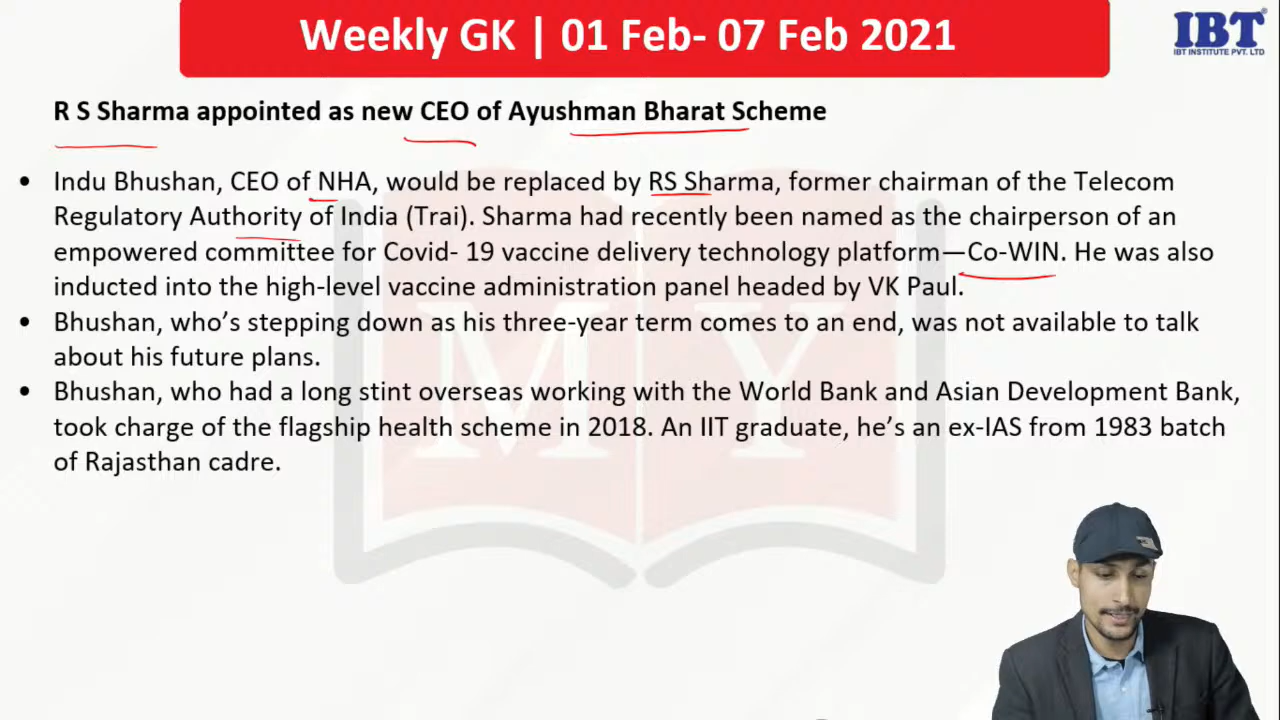 Weekly GK | 01 Feb- 07 Feb 2021
IBT
IBT INSTITUTE PVT. LTD
R S Sharma appointed as new CEO of Ayushman Bharat Scheme
• Indu Bhushan, CEO of NHA, would be replaced by RS Sharma, former chairman of the Telecom
Regulatory Authority of India (Trai). Sharma had recently been named as the chairperson of an
empowered committee for Covid- 19 vaccine delivery technology platform—Co-WIN. He was also
inducted into the high-level vaccine administration panel headed by VK Paul.
• Bhushan, who’s stepping down as his three-year term comes to an end, was not available to talk
about his future plans.
• Bhushan, who had a long stint overseas working with the World Bank and Asian Development Bank,
took charge of the flagship health scheme in 2018. An IIT graduate, he’s an ex-IAS from 1983 batch
of Rajasthan cadre.
M Y